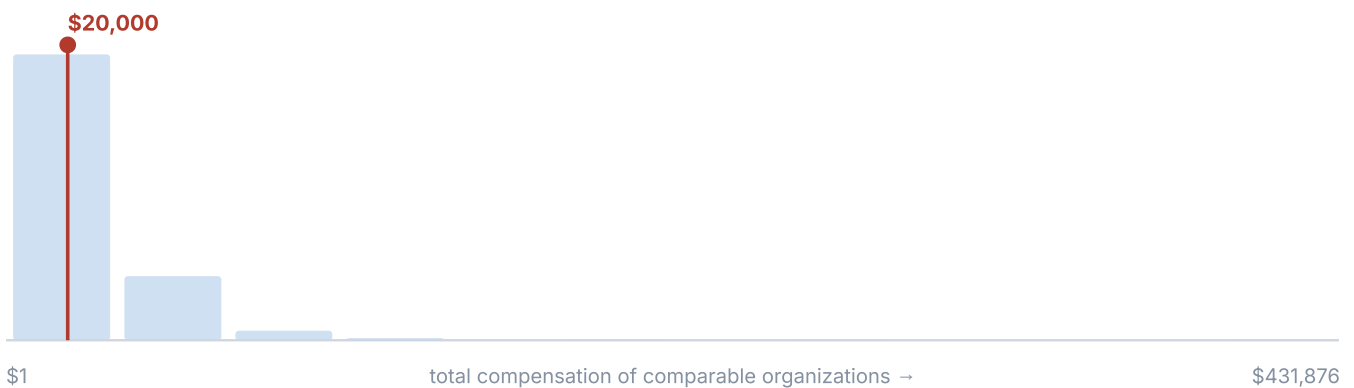 $20,000
$1 total compensation of comparable organizations → $431,876